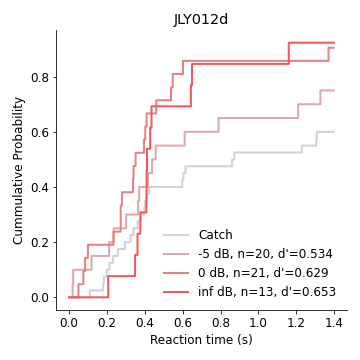 JLY012d
Cummulative Probability
0.8
0.6
0.4
0.2
0.0
Catch
-5 dB, n=20, d'=0.534
0 dB, n=21, d'=0.629
inf dB, n=13, d'=0.653
0.0 0.2 0.4 0.6 0.8 1.0 1.2 1.4
Reaction time (s)